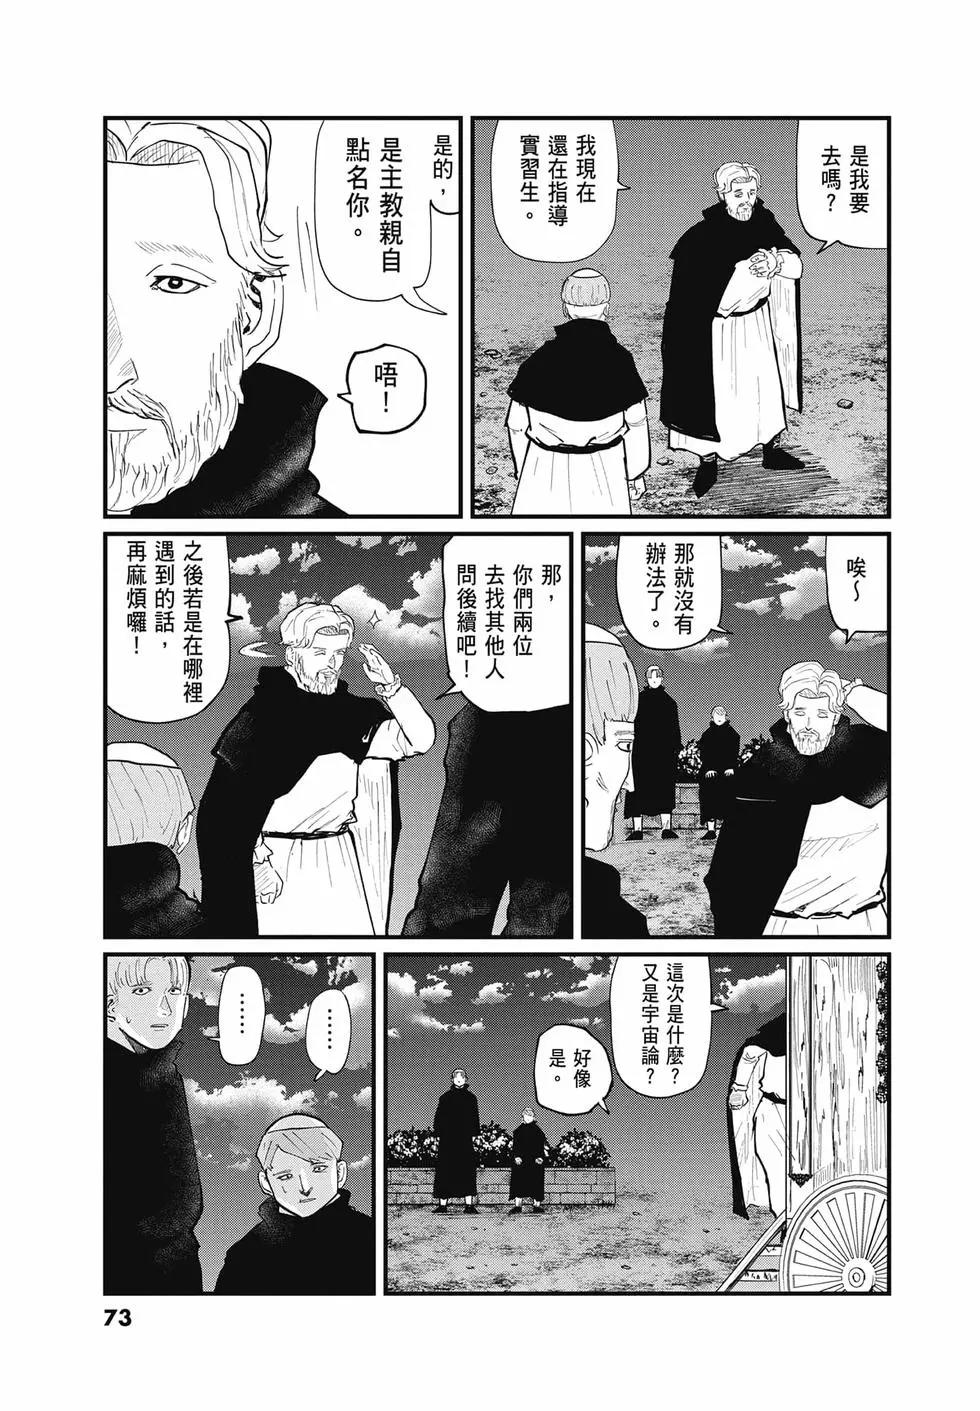 是我要
去嗎？
我現在
還在指導
實習生。
是的，
是主教親自
點名你。
唔！
唉～
那就沒有
辦法了。
那，
你們兩位
去找其他人
問後續吧！
之後若是在哪裡
遇到的話，
再麻煩囉！
這次是什麼？
又是宇宙論？
好像
是。
……
……
73